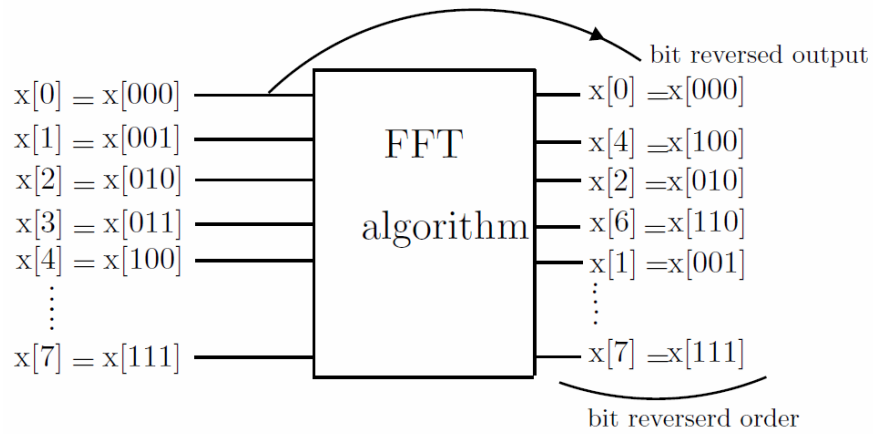 bit reversed output
x[0] = x[000]
x[1] = x[001]
x[2] = x[010]
x[3] = x[011]
x[4] = x[100]
x[7] = x[111]
FFT
algorithm
x[0] =x[000]
x[4] =x[100]
x[2] =x[010]
x[6] =x[110]
x[1] =x[001]
x[7] =x[111]
bit reverserd order